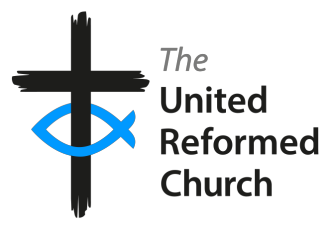 The
United
Reformed
Church